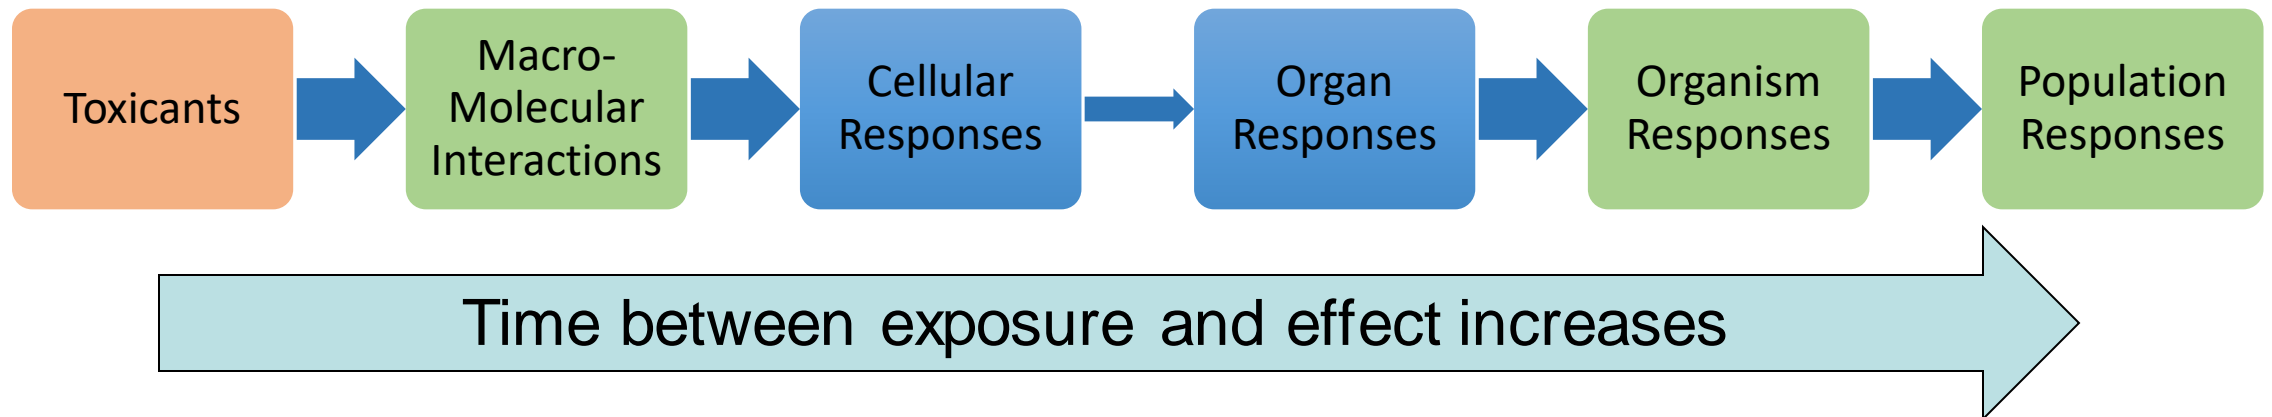 Toxicants
Macro-
Molecular
Interactions
Cellular
Responses
Organ
Responses
Organism
Responses
Population
Responses
Time between exposure and effect increases